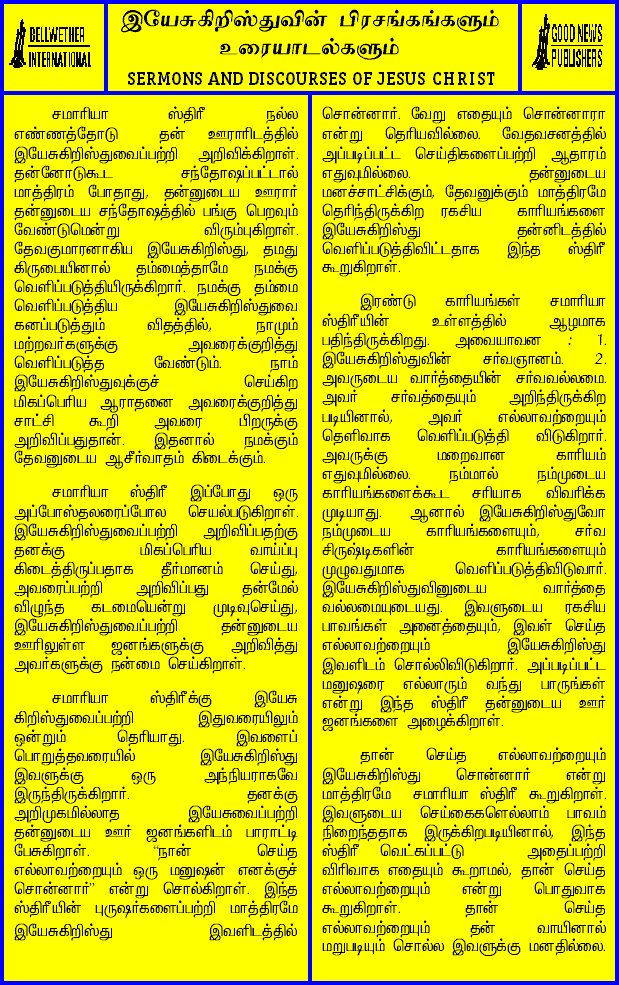 BELLWETHER
INTERNATIONAL
இயேசுகிறிஸ்துவின் பிரசங்கங்களும்
உரையாடல்களும்
SERMONS AND DISCOURSES OF JESUS CHRIST
GOOD NEWS
PUBLISHERS
சமாரியா ஸ்திரீ நல்ல
எண்ணத்தோடு தன் ஊராரிடத்தில்
இயேசுகிறிஸ்துவைப்பற்றி அறிவிக்கிறாள்.
தன்னோடுகூட சந்தோஷப்பட்டால்
மாத்திரம் போதாது, தன்னுடைய ஊரார்
தன்னுடைய சந்தோஷத்தில் பங்கு பெறவும்
வேண்டுமென்று விரும்புகிறாள்.
தேவகுமாரனாகிய இயேசுகிறிஸ்து, தமது
கிருபையினால் தம்மைத்தாமே நமக்கு
வெளிப்படுத்தியிருக்கிறார். நமக்கு தம்மை
வெளிப்படுத்திய இயேசுகிறிஸ்துவை
கனப்படுத்தும் விதத்தில், நாமும்
மற்றவர்களுக்கு அவரைக்குறித்து
வெளிப்படுத்த வேண்டும். நாம்
இயேசுகிறிஸ்துவுக்குச் செய்கிற
மிகப்பெரிய ஆராதனை அவரைக்குறித்து
சாட்சி கூறி அவரை பிறருக்கு
அறிவிப்பதுதான். இதனால் நமக்கும்
தேவனுடைய ஆசீர்வாதம் கிடைக்கும்.
சமாரியா ஸ்திரீ இப்போது ஒரு
அப்போஸ்தலரைப்போல செயல்படுகிறாள்.
இயேசுகிறிஸ்துவைப்பற்றி அறிவிப்பதற்கு
தனக்கு மிகப்பெரிய வாய்ப்பு
கிடைத்திருப்பதாக தீர்மானம் செய்து,
அவரைப்பற்றி அறிவிப்பது தன்மேல்
விழுந்த கடமையென்று முடிவுசெய்து,
இயேசுகிறிஸ்துவைப்பற்றி தன்னுடைய
ஊரிலுள்ள ஜனங்களுக்கு அறிவித்து
அவர்களுக்கு நன்மை செய்கிறாள்.
சமாரியா ஸ்திரீக்கு இயேசு
கிறிஸ்துவைப்பற்றி இதுவரையிலும்
ஒன்றும் தெரியாது. இவளைப்
பொறுத்தவரையில் இயேசுகிறிஸ்து
இவளுக்கு ஒரு அந்நியராகவே
இருந்திருக்கிறார். தனக்கு
அறிமுகமில்லாத இயேசுவைப்பற்றி
தன்னுடைய ஊர் ஜனங்களிடம் பாராட்டி
பேசுகிறாள். "நான் செய்த
எல்லாவற்றையும் ஒரு மனுஷன் எனக்குச்
சொன்னார்" என்று சொல்கிறாள். இந்த
ஸ்திரீயின் புருஷர்களைப்பற்றி மாத்திரமே
இயேசுகிறிஸ்து இவளிடத்தில்
சொன்னார். வேறு எதையும் சொன்னாரா
என்று தெரியவில்லை. வேதவசனத்தில்
அப்படிப்பட்ட செய்திகளைப்பற்றி ஆதாரம்
எதுவுமில்லை. தன்னுடைய
மனச்சாட்சிக்கும், தேவனுக்கும் மாத்திரமே
தெரிந்திருக்கிற ரகசிய காரியங்களை
இயேசுகிறிஸ்து தன்னிடத்தில்
வெளிப்படுத்திவிட்டதாக இந்த ஸ்திரீ
கூறுகிறாள்.
இரண்டு காரியங்கள் சமாரியா
ஸ்திரீயின் உள்ளத்தில் ஆழமாக
பதிந்திருக்கிறது. அவையாவன : 1.
இயேசுகிறிஸ்துவின் சர்வஞானம். 2.
அவருடைய வார்த்தையின் சர்வவல்லமை.
அவர் சர்வத்தையும் அறிந்திருக்கிற
படியினால், அவர் எல்லாவற்றையும்
தெளிவாக வெளிப்படுத்தி விடுகிறார்.
அவருக்கு மறைவான காரியம்
எதுவுமில்லை. நம்மால் நம்முடைய
காரியங்களைக்கூட சரியாக விவரிக்க
முடியாது. ஆனால் இயேசுகிறிஸ்துவோ
நம்முடைய காரியங்களையும், சர்வ
சிருஷ்டிகளின் காரியங்களையும்
முழுவதுமாக வெளிப்படுத்திவிடுவார்.
இயேசுகிறிஸ்துவினுடைய வார்த்தை
வல்லமையுடையது. இவளுடைய ரகசிய
பாவங்கள் அனைத்தையும், இவள் செய்த
எல்லாவற்றையும் இயேசுகிறிஸ்து
இவளிடம் சொல்லிவிடுகிறார். அப்படிப்பட்ட
மனுஷரை எல்லாரும் வந்து பாருங்கள்
என்று இந்த ஸ்திரீ தன்னுடைய ஊர்
ஜனங்களை அழைக்கிறாள்.
தான் செய்த எல்லாவற்றையும்
இயேசுகிறிஸ்து சொன்னார் என்று
மாத்திரமே சமாரியா ஸ்திரீ கூறுகிறாள்.
இவளுடைய செய்கைகளெல்லாம் பாவம்
நிறைந்ததாக இருக்கிறபடியினால், இந்த
ஸ்திரீ வெட்கப்பட்டு அதைப்பற்றி
விரிவாக எதையும் கூறாமல், தான் செய்த
எல்லாவற்றையும் என்று பொதுவாக
கூறுகிறாள். தான் செய்த
எல்லாவற்றையும் தன் வாயினால்
மறுபடியும் சொல்ல இவளுக்கு மனதில்லை.